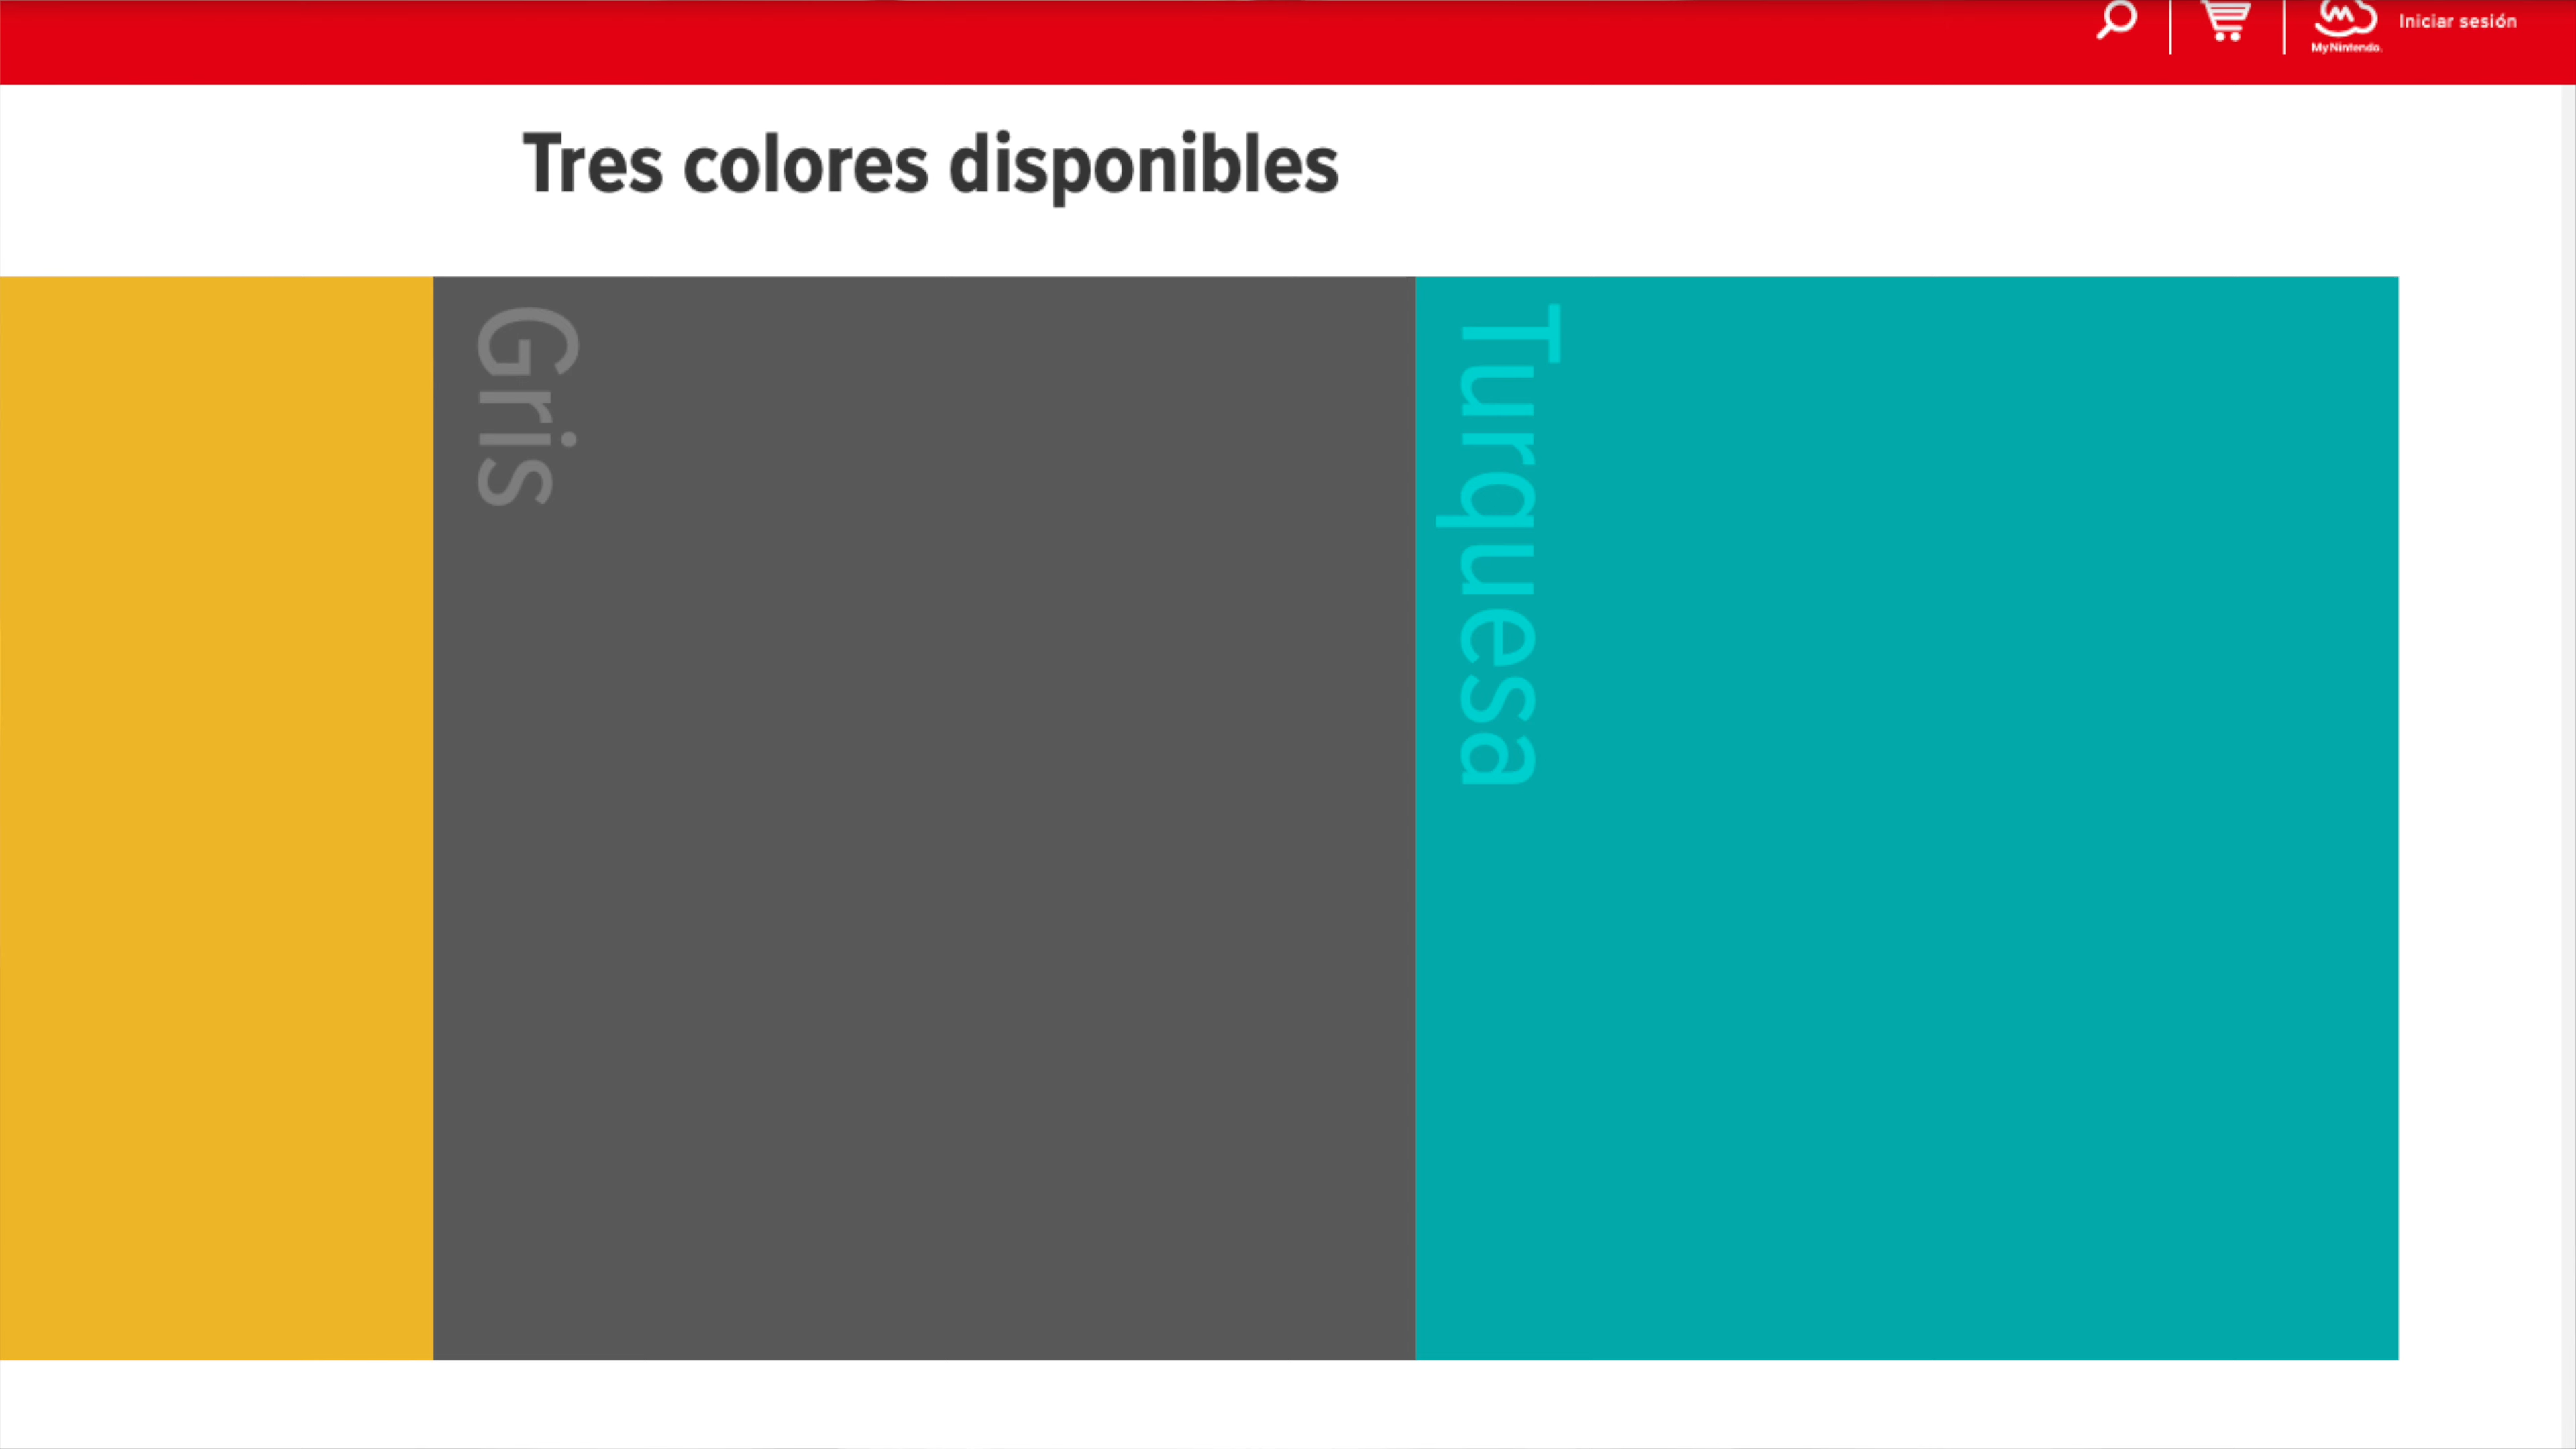 Iniciar sesión
MyNintendo.
Tres colores disponibles
Gris
Turquesa